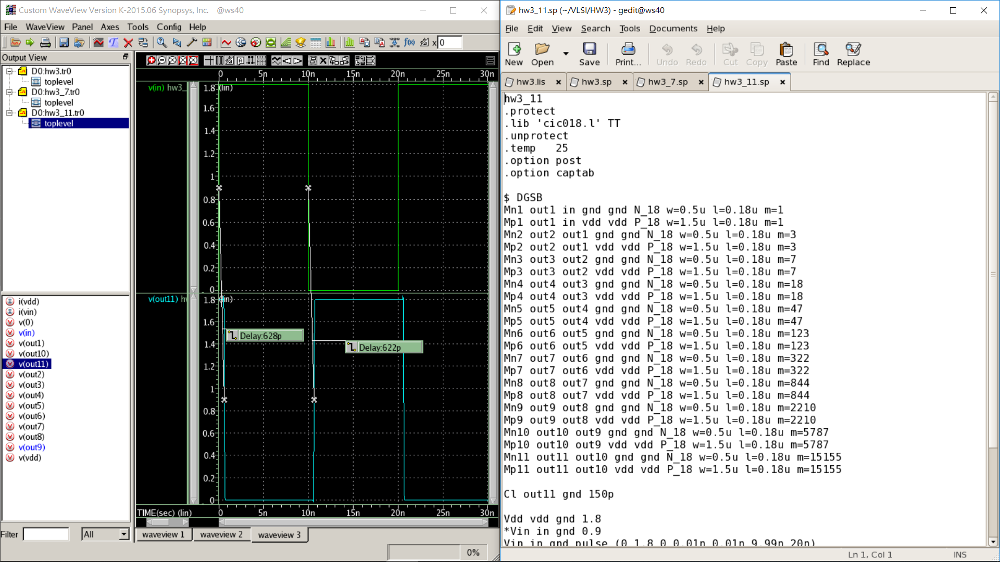 Custom WaveView Version K-2015.06 Synopsys, Inc. @ws40
File WaveView Panel Axes Tools Config Help
x 0
Output View
D0:hw3.tr0
toplevel
D0:hw3_7.tr0
toplevel
D0:hw3_11.tr0
toplevel
i(vdd)
i(vin)
v(0)
v(in)
v(out1)
v(out10)
v(out11)
v(out2)
v(out3)
v(out4)
v(out5)
v(out6)
v(out7)
v(out8)
v(out9)
v(vdd)
Filter All
0 5n 10n 15n 20n 25n 30n
v(in) hw3_
(lin)
1.8
1.6
1.4
1.2
1
0.8
0.6
0.4
0.2
0
v(out11) hw
(lin)
1.8
1.6
1.4
1.2
1
0.8
0.6
0.4
0.2
0
Delay:628p
Delay:622p
TIME(sec) (lin) 0 5n 10n 15n 20n 25n 30n
waveview 1 waveview 2 waveview 3
0%
hw3_11.sp (~/VLSI/HW3) - gedit@ws40
File Edit View Search Tools Documents Help
New Open Save Print... Undo Redo Cut Copy Paste Find Replace
hw3.lis hw3.sp hw3_7.sp hw3_11.sp
hw3_11
.protect
.lib 'cic018.l' TT
.unprotect
.temp 25
.option post
.option captab
$ DGSB
Mn1 out1 in gnd gnd N_18 w=0.5u l=0.18u m=1
Mp1 out1 in vdd vdd P_18 w=1.5u l=0.18u m=1
Mn2 out2 out1 gnd gnd N_18 w=0.5u l=0.18u m=3
Mp2 out2 out1 vdd vdd P_18 w=1.5u l=0.18u m=3
Mn3 out3 out2 gnd gnd N_18 w=0.5u l=0.18u m=7
Mp3 out3 out2 vdd vdd P_18 w=1.5u l=0.18u m=7
Mn4 out4 out3 gnd gnd N_18 w=0.5u l=0.18u m=18
Mp4 out4 out3 vdd vdd P_18 w=1.5u l=0.18u m=18
Mn5 out5 out4 gnd gnd N_18 w=0.5u l=0.18u m=47
Mp5 out5 out4 vdd vdd P_18 w=1.5u l=0.18u m=47
Mn6 out6 out5 gnd gnd N_18 w=0.5u l=0.18u m=123
Mp6 out6 out5 vdd vdd P_18 w=1.5u l=0.18u m=123
Mn7 out7 out6 gnd gnd N_18 w=0.5u l=0.18u m=322
Mp7 out7 out6 vdd vdd P_18 w=1.5u l=0.18u m=322
Mn8 out8 out7 gnd gnd N_18 w=0.5u l=0.18u m=844
Mp8 out8 out7 vdd vdd P_18 w=1.5u l=0.18u m=844
Mn9 out9 out8 gnd gnd N_18 w=0.5u l=0.18u m=2210
Mp9 out9 out8 vdd vdd P_18 w=1.5u l=0.18u m=2210
Mn10 out10 out9 gnd gnd N_18 w=0.5u l=0.18u m=5787
Mp10 out10 out9 vdd vdd P_18 w=1.5u l=0.18u m=5787
Mn11 out11 out10 gnd gnd N_18 w=0.5u l=0.18u m=15155
Mp11 out11 out10 vdd vdd P_18 w=1.5u l=0.18u m=15155
Cl out11 gnd 150p
Vdd vdd gnd 1.8
*Vin in gnd 0.9
Vin in gnd pulse (0 1.8 0 0.01n 0.01n 9.99n 20n)
Ln 1, Col 1 INS